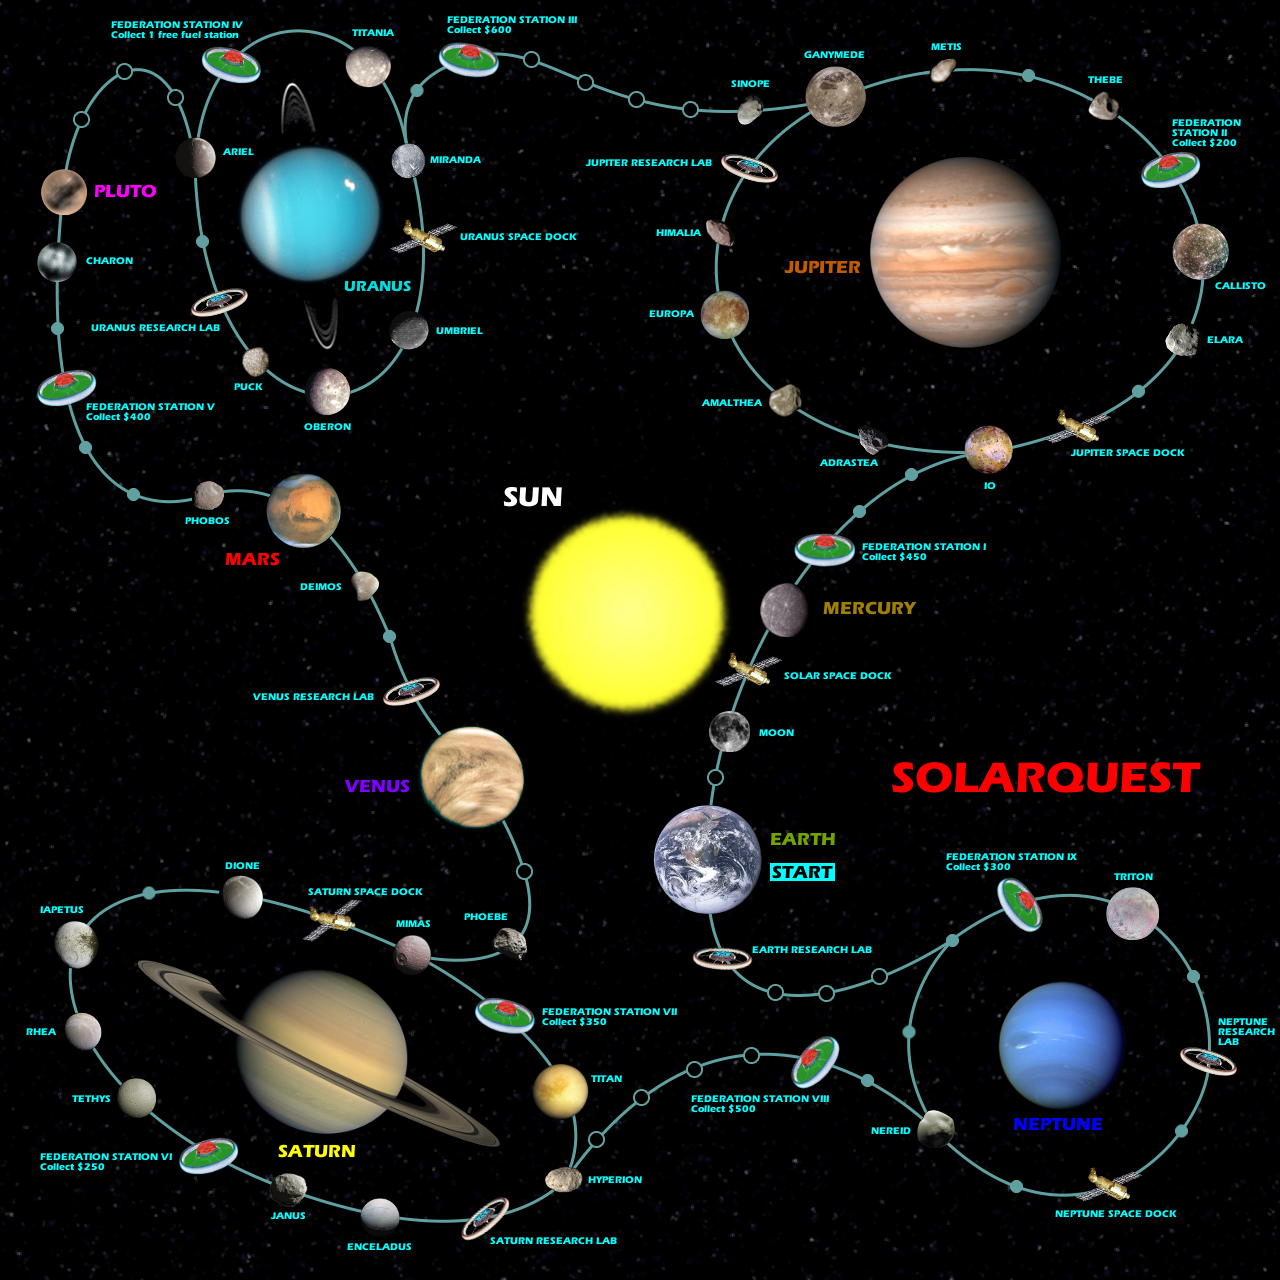 FEDERATION STATION IV
Collect 1 free fuel station
TITANIA
FEDERATION STATION III
Collect $600
GANYMEDE
METIS
SINOPE
THEBE
FEDERATION
STATION II
Collect $200
ARIEL
MIRANDA
JUPITER RESEARCH LAB
PLUTO
HIMALIA
URANUS SPACE DOCK
CHARON
JUPITER
URANUS
CALLISTO
EUROPA
URANUS RESEARCH LAB
UMBRIEL
ELARA
PUCK
AMALTHEA
FEDERATION STATION V
Collect $400
OBERON
JUPITER SPACE DOCK
ADRASTEA
IO
SUN
PHOBOS
FEDERATION STATION I
Collect $450
MARS
DEIMOS
MERCURY
SOLAR SPACE DOCK
VENUS RESEARCH LAB
MOON
SOLARQUEST
VENUS
EARTH
START
FEDERATION STATION IX
Collect $300
DIONE
TRITON
SATURN SPACE DOCK
IAPETUS
MIMAS
PHOEBE
EARTH RESEARCH LAB
FEDERATION STATION VII
Collect $350
NEPTUNE
RESEARCH
LAB
RHEA
TITAN
TETHYS
FEDERATION STATION VIII
Collect $500
NEPTUNE
NEREID
SATURN
FEDERATION STATION VI
Collect $250
HYPERION
JANUS
NEPTUNE SPACE DOCK
SATURN RESEARCH LAB
ENCELADUS